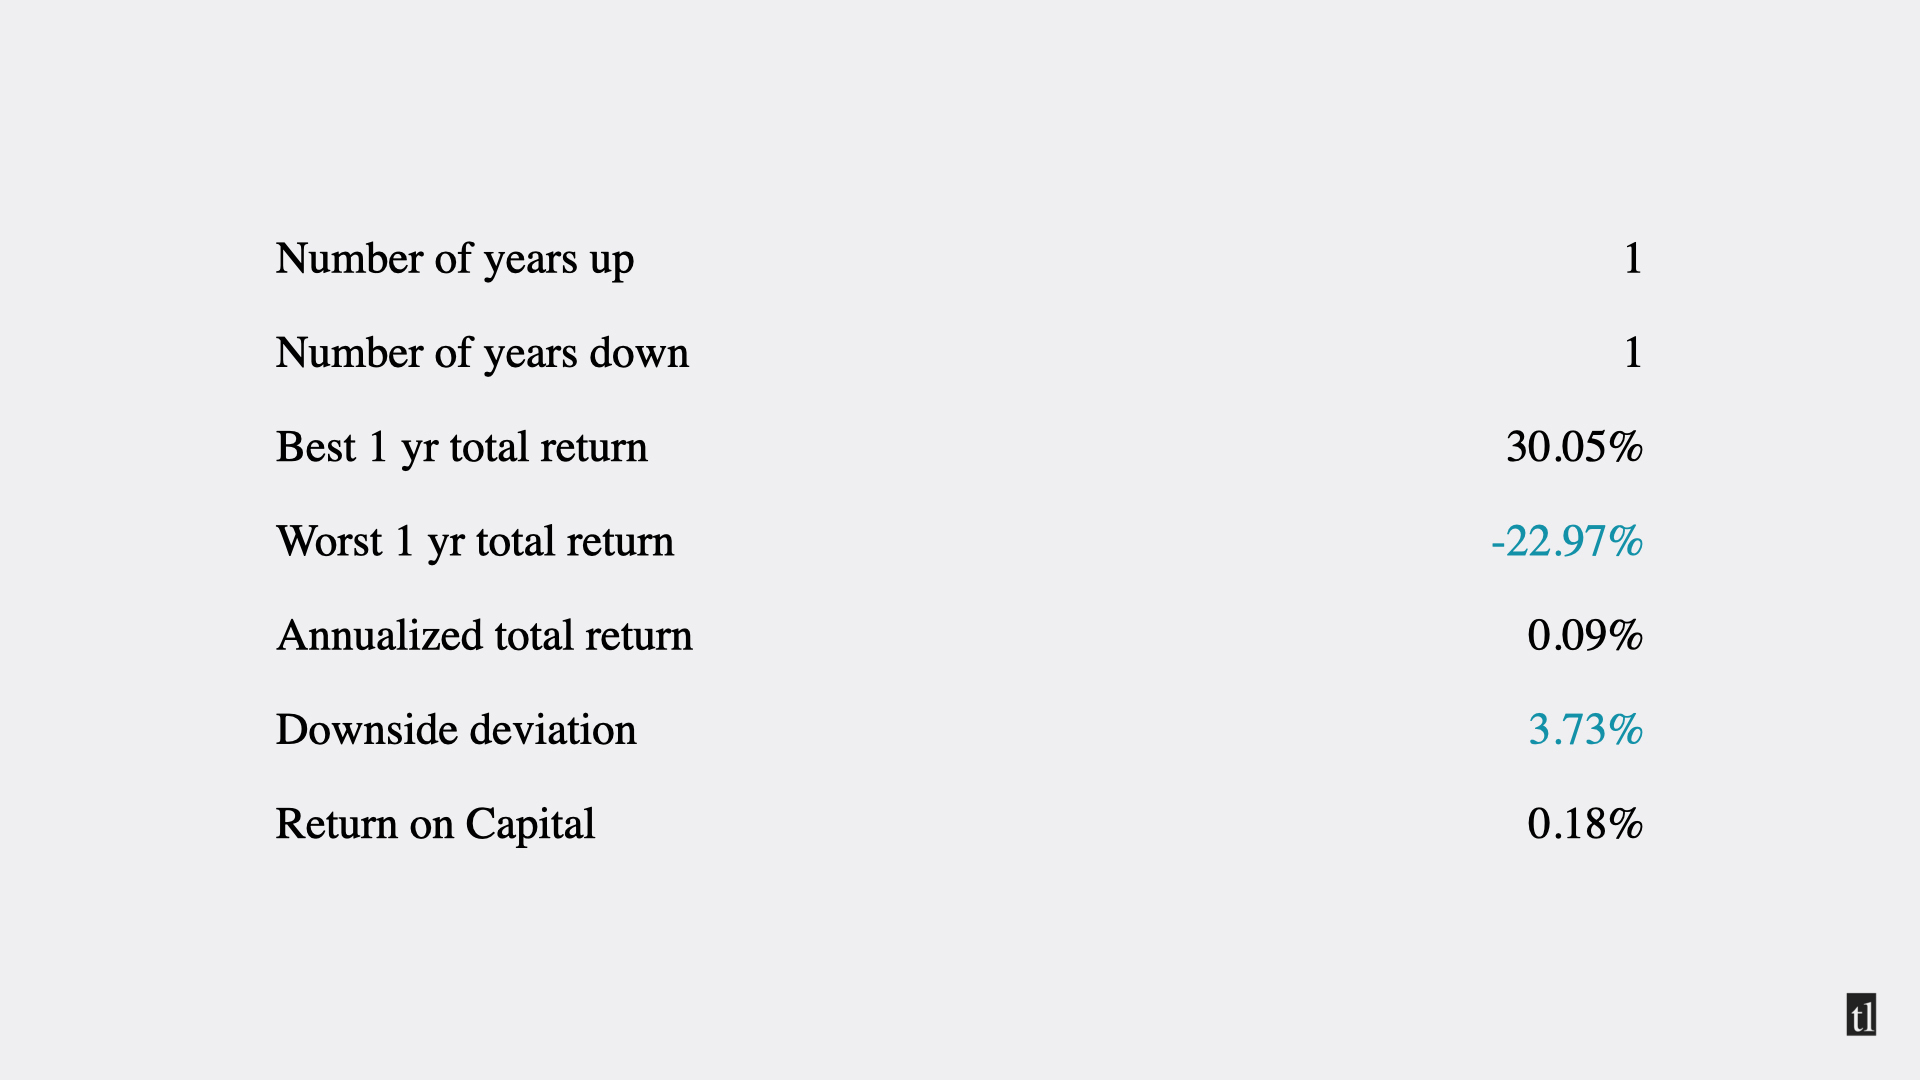 Number of years up 1
Number of years down 1
Best 1 yr total return 30.05%
Worst 1 yr total return -22.97%
Annualized total return 0.09%
Downside deviation 3.73%
Return on Capital 0.18%
tl